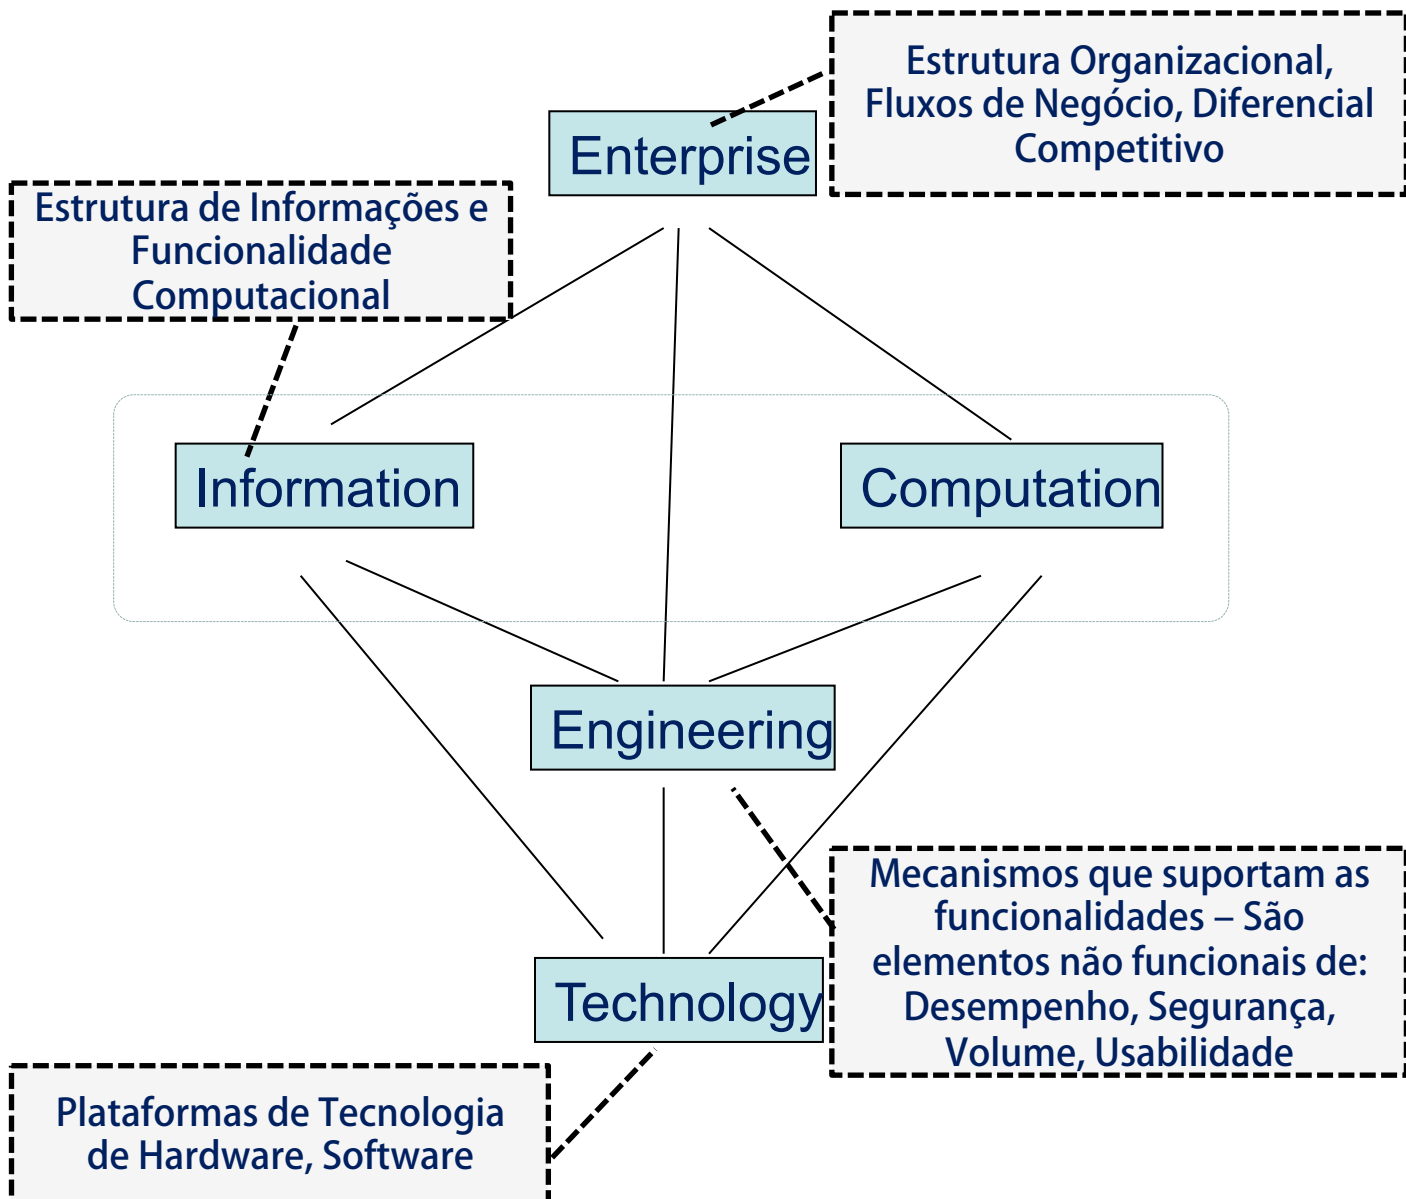 Estrutura Organizacional,
Fluxos de Negócio, Diferencial
Competitivo
Enterprise
Estrutura de Informações e
Funcionalidade
Computacional
Information
Computation
Engineering
Mecanismos que suportam as
funcionalidades – São
elementos não funcionais de:
Desempenho, Segurança,
Volume, Usabilidade
Technology
Plataformas de Tecnologia
de Hardware, Software